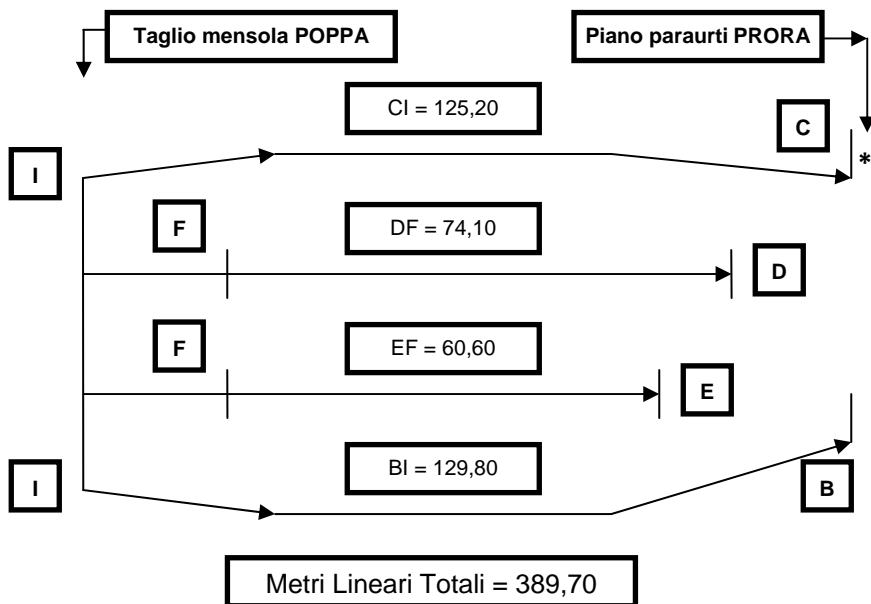 Taglio mensola POPPA
Piano paraurti PRORA
CI = 125,20
C
I
*
F
DF = 74,10
D
F
EF = 60,60
E
I
BI = 129,80
B
Metri Lineari Totali = 389,70